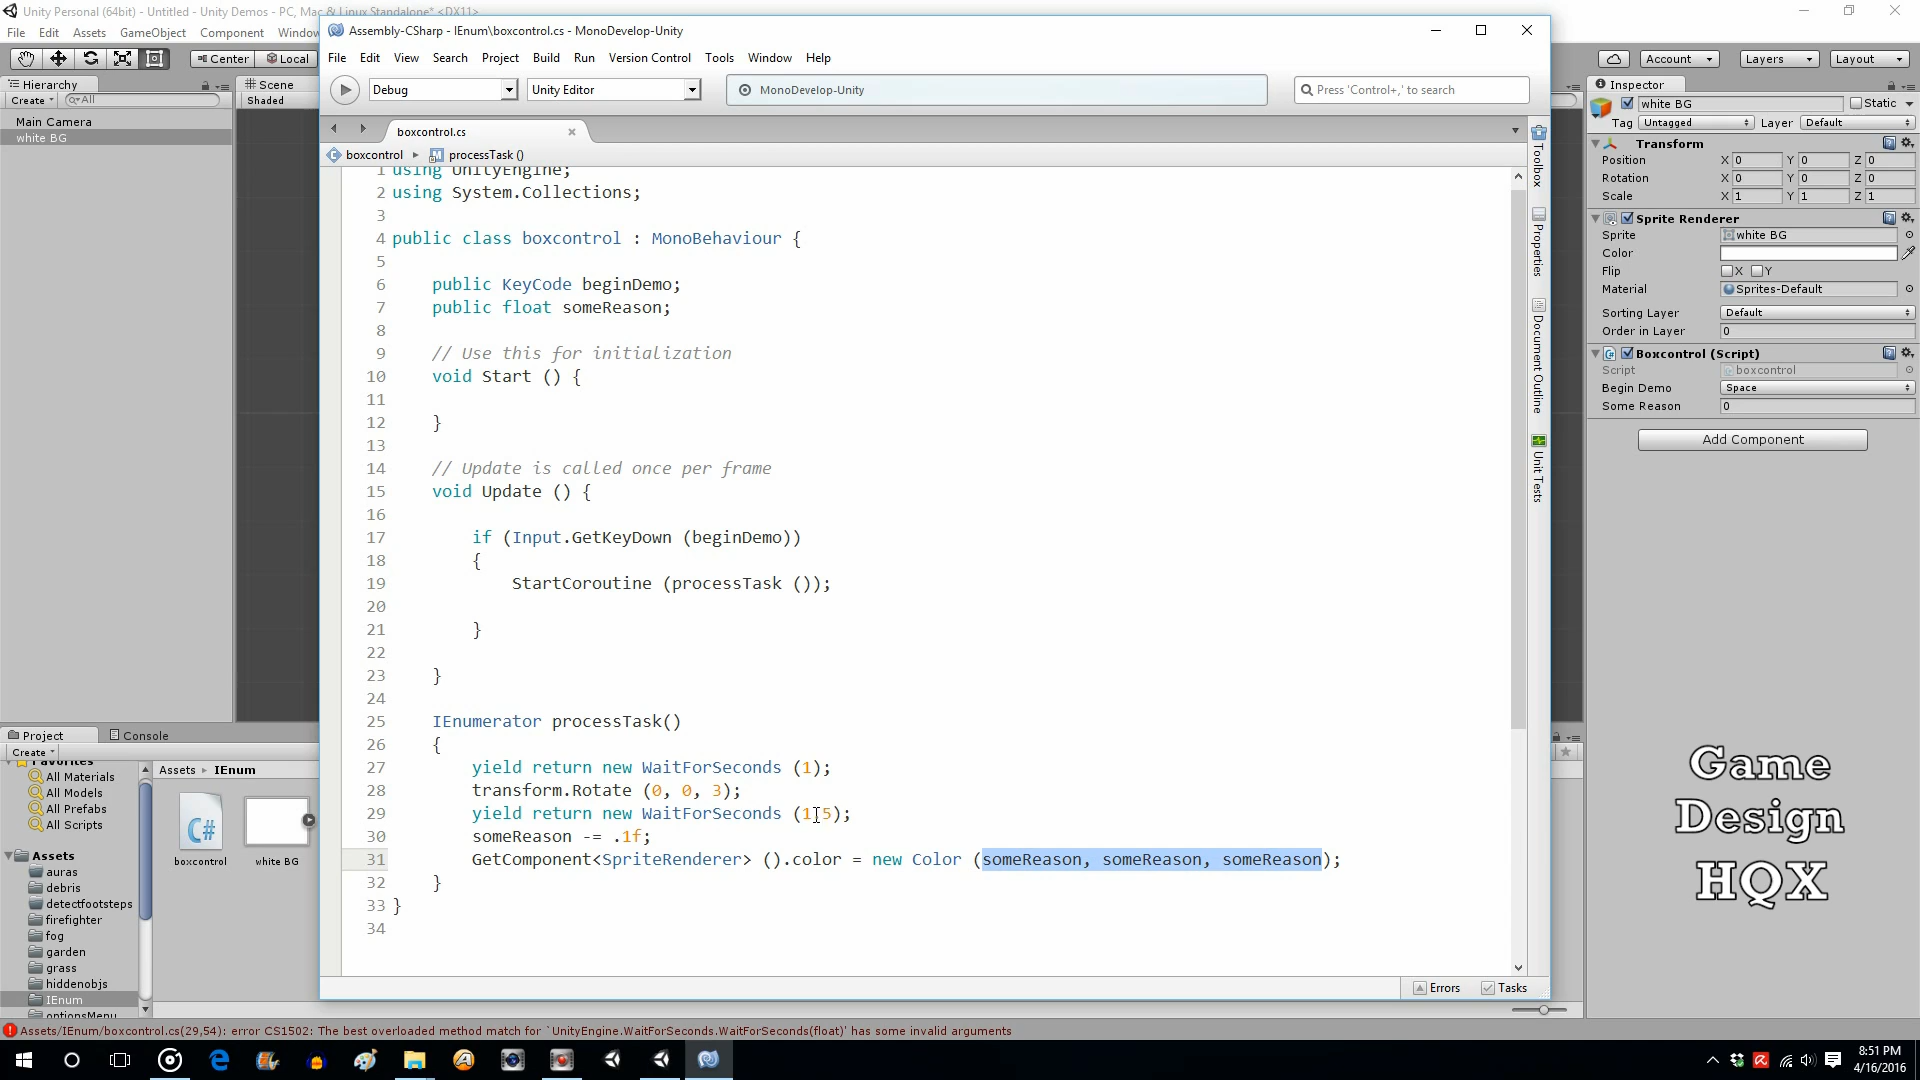 Unity Personal (64bit) - Untitled - Unity Demos - PC, Mac & Linux Standalone* <DX11>
File Edit Assets GameObject Component Window
Center Local
Account Layers Layout
Hierarchy
Create All
Main Camera
white BG
Scene
Shaded
Assembly-CSharp - IEnum\boxcontrol.cs - MonoDevelop-Unity
File Edit View Search Project Build Run Version Control Tools Window Help
Debug Unity Editor MonoDevelop-Unity Press 'Control+,' to search
boxcontrol.cs
boxcontrol processTask ()
1 using UnityEngine;
2 using System.Collections;
3
4 public class boxcontrol : MonoBehaviour {
5
6 public KeyCode beginDemo;
7 public float someReason;
8
9 // Use this for initialization
10 void Start () {
11
12 }
13
14 // Update is called once per frame
15 void Update () {
16
17 if (Input.GetKeyDown (beginDemo))
18 {
19 StartCoroutine (processTask ());
20
21 }
22
23 }
24
25 IEnumerator processTask()
26 {
27 yield return new WaitForSeconds (1);
28 transform.Rotate (0, 0, 3);
29 yield return new WaitForSeconds (1.5);
30 someReason -= .1f;
31 GetComponent<SpriteRenderer> ().color = new Color (someReason, someReason, someReason);
32 }
33 }
34
Errors Tasks
Toolbox
Properties
Document Outline
Unit Tests
Inspector
white BG Static
Tag Untagged Layer Default
Transform
Position X 0 Y 0 Z 0
Rotation X 0 Y 0 Z 0
Scale X 1 Y 1 Z 1
Sprite Renderer
Sprite white BG
Color
Flip X Y
Material Sprites-Default
Sorting Layer Default
Order in Layer 0
Boxcontrol (Script)
Script boxcontrol
Begin Demo Space
Some Reason 0
Add Component
Game
Design
HQX
Project Console
Create
Favorites
All Materials
All Models
All Prefabs
All Scripts
Assets
auras
debris
detectfootsteps
firefighter
fog
garden
grass
hiddenobjs
IEnum
optionsMenu
Assets IEnum
C#
boxcontrol
white BG
Assets/IEnum/boxcontrol.cs(29,54): error CS1502: The best overloaded method match for `UnityEngine.WaitForSeconds.WaitForSeconds(float)' has some invalid arguments
8:51 PM
4/16/2016